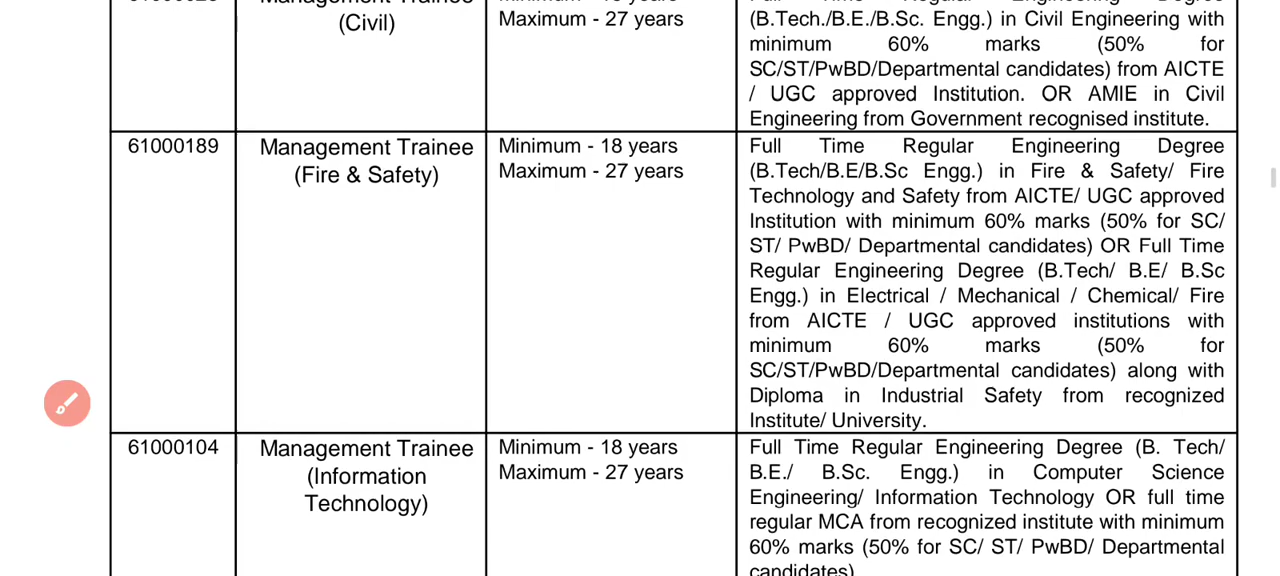 Management Trainee
(Civil)
Maximum - 27 years
Full Time Regular Engineering Degree
(B.Tech./B.E./B.Sc. Engg.) in Civil Engineering with
minimum 60% marks (50% for
SC/ST/PwBD/Departmental candidates) from AICTE
/ UGC approved Institution. OR AMIE in Civil
Engineering from Government recognised institute.
61000189
Management Trainee
(Fire & Safety)
Minimum - 18 years
Maximum - 27 years
Full Time Regular Engineering Degree
(B.Tech/B.E/B.Sc Engg.) in Fire & Safety/ Fire
Technology and Safety from AICTE/ UGC approved
Institution with minimum 60% marks (50% for SC/
ST/ PwBD/ Departmental candidates) OR Full Time
Regular Engineering Degree (B.Tech/ B.E/ B.Sc
Engg.) in Electrical / Mechanical / Chemical/ Fire
from AICTE / UGC approved institutions with
minimum 60% marks (50% for
SC/ST/PwBD/Departmental candidates) along with
Diploma in Industrial Safety from recognized
Institute/ University.
61000104
Management Trainee
(Information
Technology)
Minimum - 18 years
Maximum - 27 years
Full Time Regular Engineering Degree (B. Tech/
B.E./ B.Sc. Engg.) in Computer Science
Engineering/ Information Technology OR full time
regular MCA from recognized institute with minimum
60% marks (50% for SC/ ST/ PwBD/ Departmental
candidates)